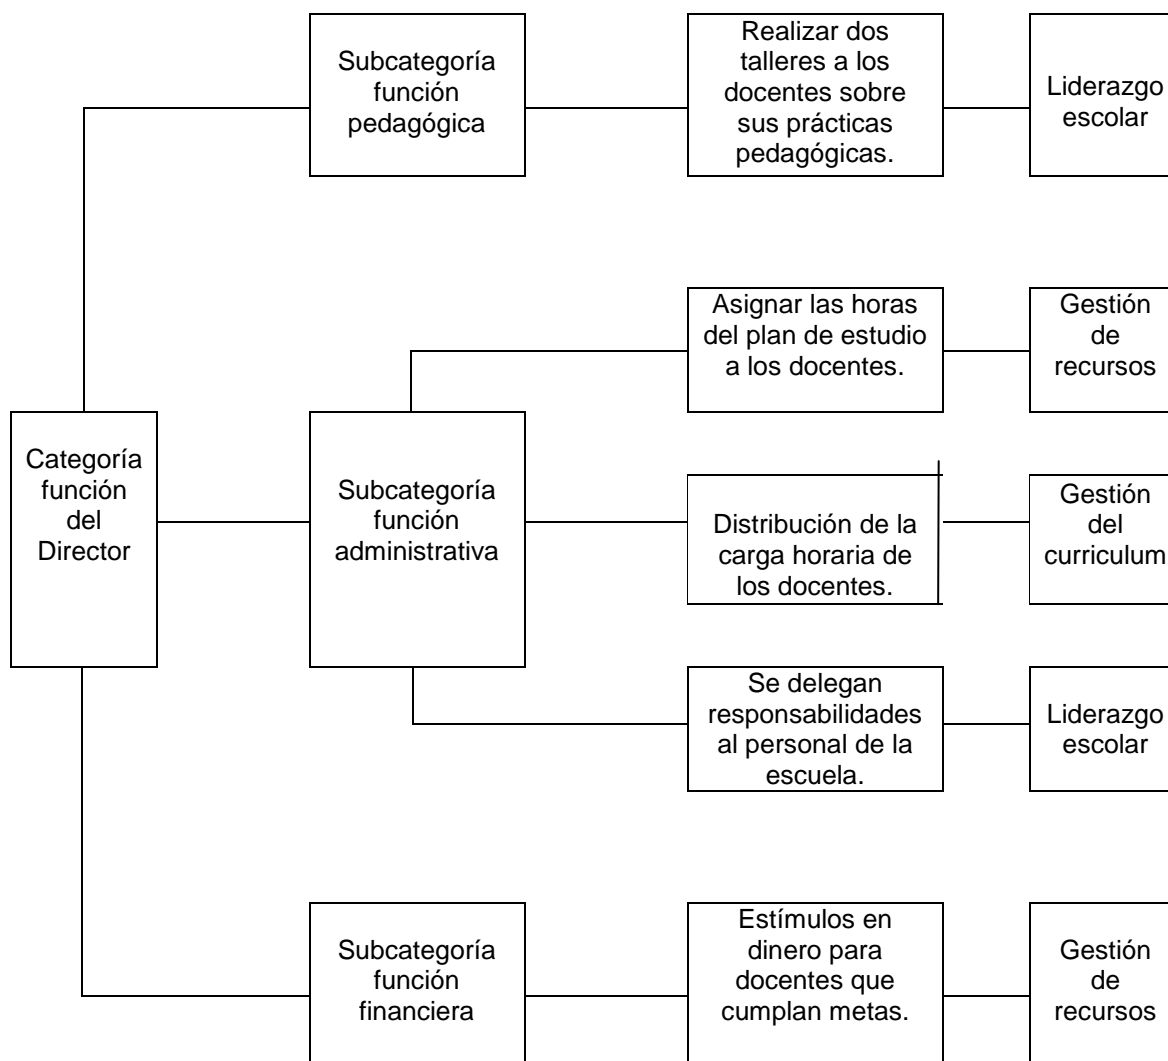 Subcategoría
función
pedagógica
Realizar dos
talleres a los
docentes sobre
sus prácticas
pedagógicas.
Liderazgo
escolar
Asignar las horas
del plan de estudio
a los docentes.
Gestión
de
recursos
Categoría
función
del
Director
Subcategoría
función
administrativa
Distribución de la
carga horaria de
los docentes.
Gestión
del
curriculum
Se delegan
responsabilidades
al personal de la
escuela.
Liderazgo
escolar
Subcategoría
función
financiera
Estímulos en
dinero para
docentes que
cumplan metas.
Gestión
de
recursos